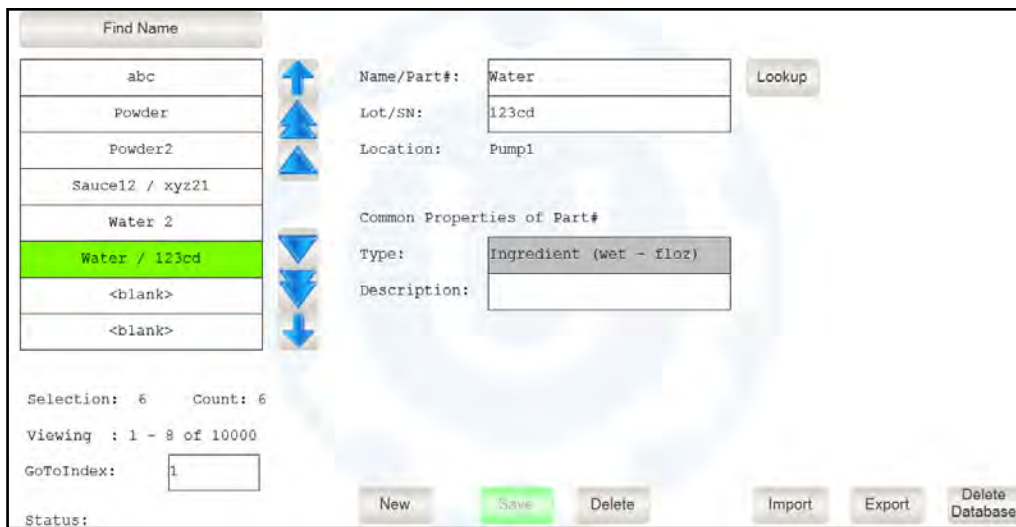 Find Name
abc
Powder
Powder2
Sauce12 / xyz21
Water 2
Water / 123cd
<blank>
<blank>
Selection: 6 Count: 6
Viewing : 1 - 8 of 10000
GoToIndex: 1
Status:
Name/Part#: Water Lookup
Lot/SN: 123cd
Location: Pump1
Common Properties of Part#
Type: Ingredient (wet - floz)
Description:
New Save Delete Import Export Delete
Database